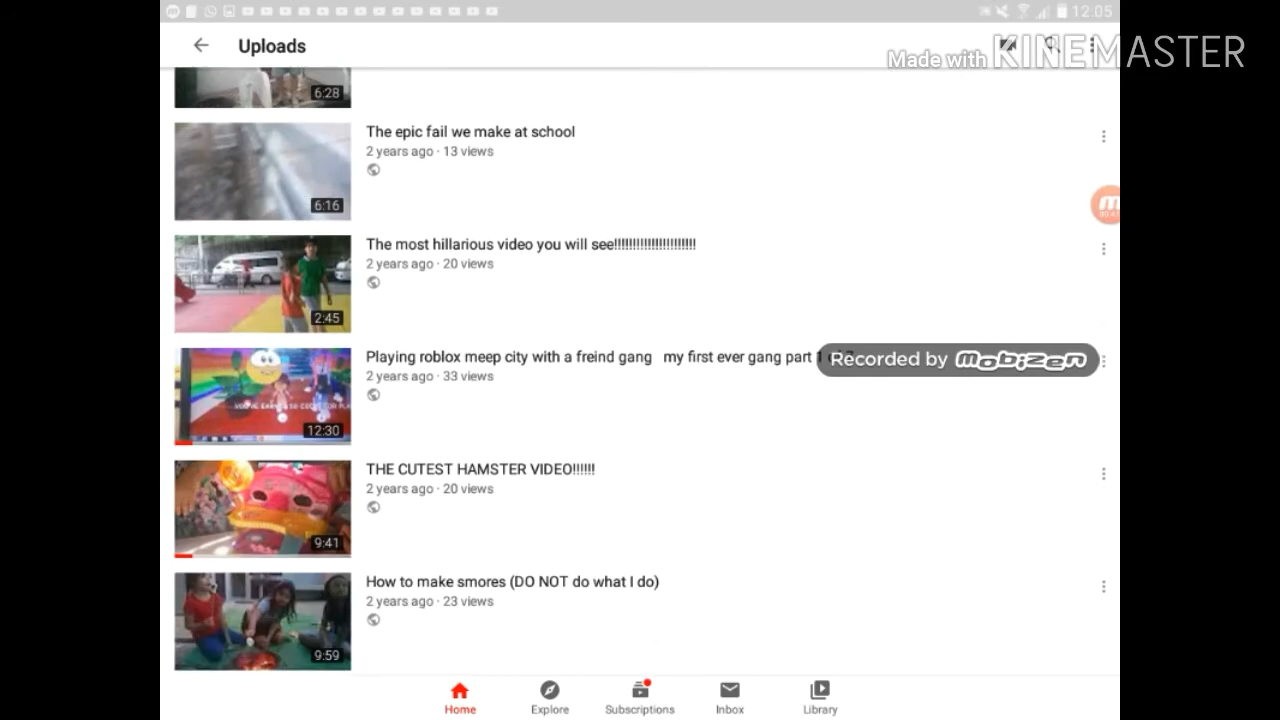 12:05
Uploads
Made with KINEMASTER
6:28
The epic fail we make at school
2 years ago · 13 views
6:16
The most hillarious video you will see!!!!!!!!!!!!!!!!!!!!!!
2 years ago · 20 views
2:45
Playing roblox meep city with a freind gang my first ever gang part
Recorded by mobizen
2 years ago · 33 views
12:30
THE CUTEST HAMSTER VIDEO!!!!!!
2 years ago · 20 views
9:41
How to make smores (DO NOT do what I do)
2 years ago · 23 views
9:59
Home Explore Subscriptions Inbox Library